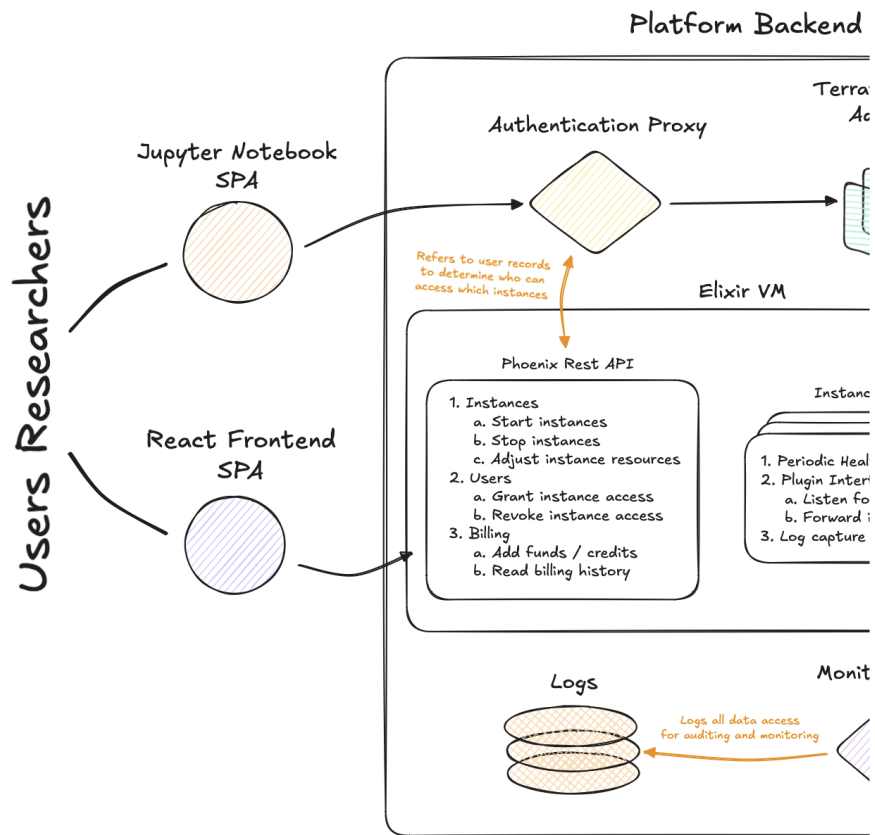 Platform Backend
Authentication Proxy
Jupyter Notebook
SPA
Users Researchers
Refers to user records
to determine who can
access which instances
Elixir VM
Phoenix Rest API
1. Instances
a. Start instances
b. Stop instances
c. Adjust instance resources
2. Users
a. Grant instance access
b. Revoke instance access
3. Billing
a. Add funds / credits
b. Read billing history
1. Periodic
2. Plugin
a. Listen
b. Forward
3. Log capture
React Frontend
SPA
Logs
Logs all data access
for auditing and monitoring